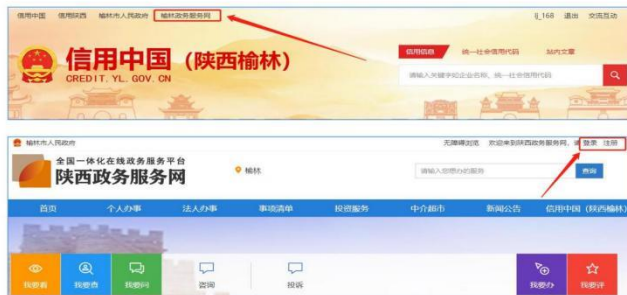 信用中国 信用陕西 榆林市人民政府 榆林政务服务网 lj_168 退出 交流互动
信用中国（陕西榆林）
CREDIT. YL. GOV. CN
信用信息 统一社会信用代码 站内文章
请输入关键字如企业名称、统一社会信用代码
榆林市人民政府 无障碍浏览 欢迎来到陕西政务服务网，请 登录 注册
全国一体化在线政务服务平台
陕西政务服务网
榆林
请输入您想办的服务 查询
首页 个人办事 法人办事 事项清单 投资服务 中介超市 新闻公告 信用中国（陕西榆林）
我要看 我要查 我要问 咨询 投诉 我要办 我要评